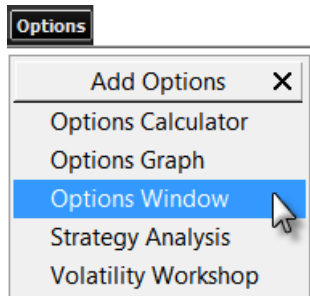 Options
Add Options X
Options Calculator
Options Graph
Options Window
Strategy Analysis
Volatility Workshop